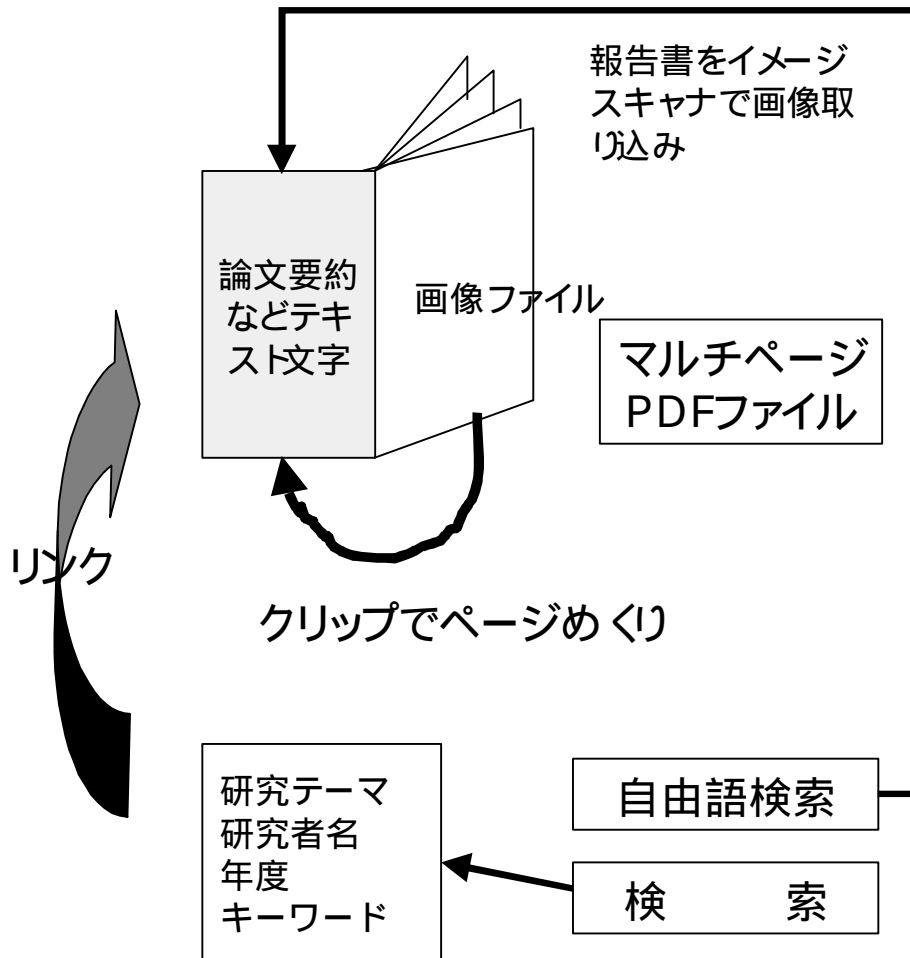 報告書をイメージ
スキャナで画像取
り込み
論文要約
などテキ
スト文字
画像ファイル
マルチページ
PDFファイル
リンク
クリップでページめくり
研究テーマ
研究者名
年度
キーワード
自由語検索
検　　索